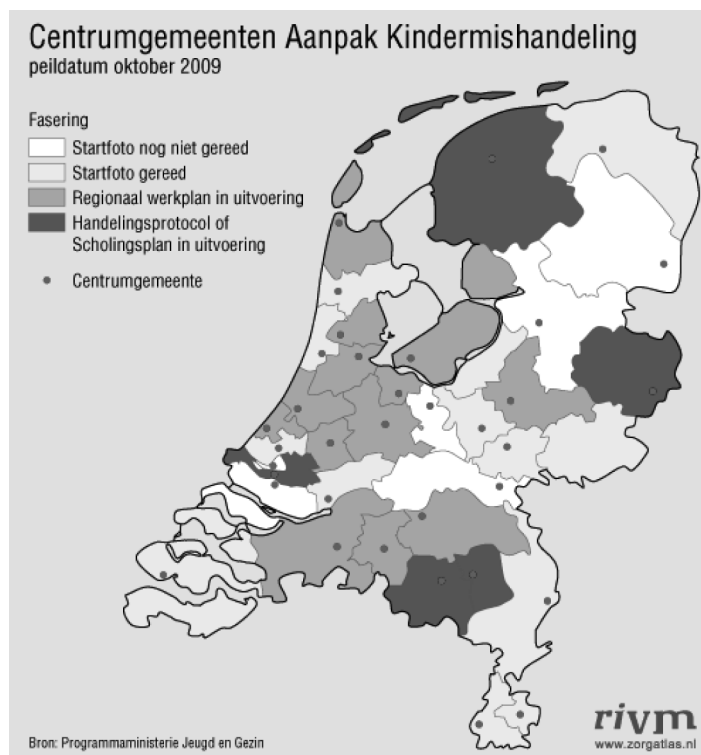 Centrumgemeenten Aanpak Kindermishandeling
peildatum oktober 2009
Fasering
Startfoto nog niet gereed
Startfoto gereed
Regionaal werkplan in uitvoering
Handelingsprotocol of
Scholingsplan in uitvoering
Centrumgemeente
Bron: Programmaministerie Jeugd en Gezin
rivm
www.zorgatlas.nl